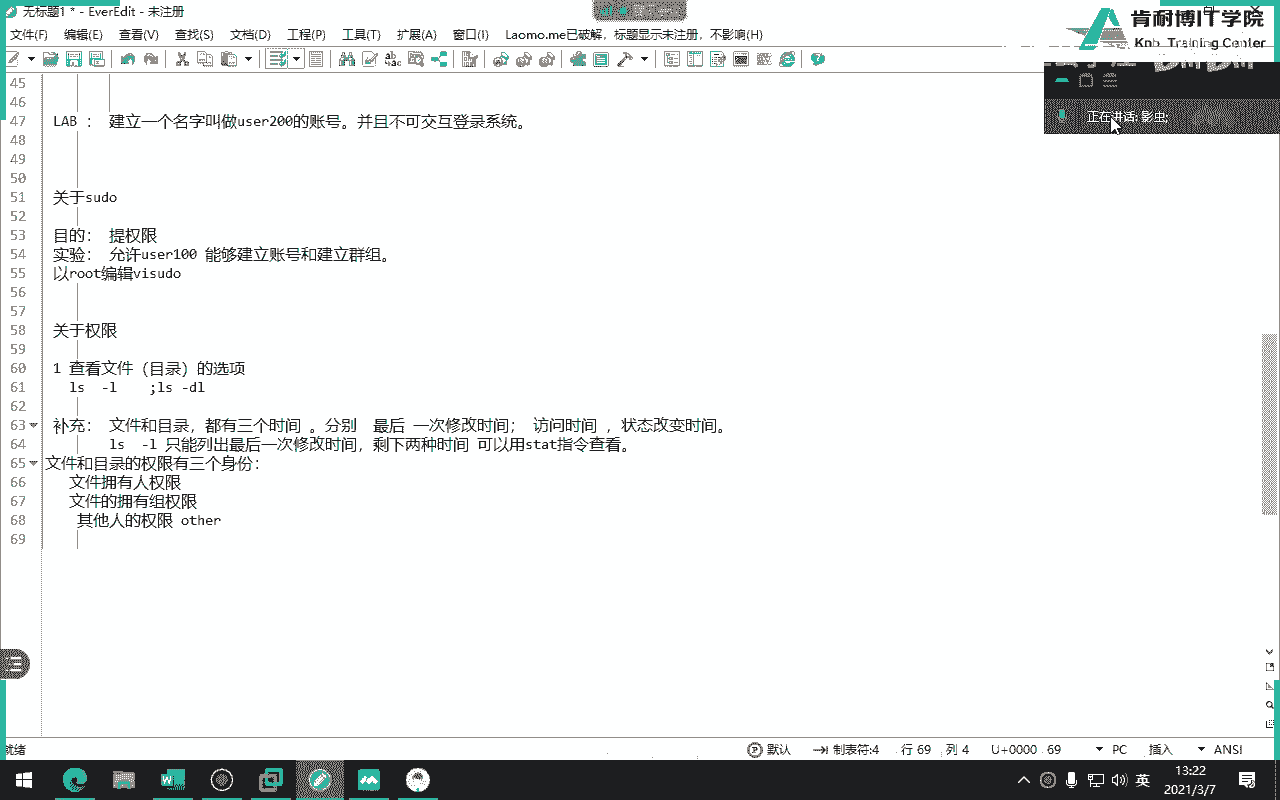 无标题1 * - EverEdit - 未注册
肯耐博IT学院
Knb Training Center
文件(F) 编辑(E) 查看(V) 查找(S) 文档(D) 工程(P) 工具(T) 扩展(A) 窗口(I) Laomo.me已破解，标题显示未注册，不影响(H)
正在讲话: 影虫;
45
46
47 LAB ： 建立一个名字叫做user200的账号。并且不可交互登录系统。
48
49
50
51 关于sudo
52
53 目的： 提权限
54 实验： 允许user100 能够建立账号和建立群组。
55 以root编辑visudo
56
57
58 关于权限
59
60 1 查看文件（目录）的选项
61 ls -l ;ls -dl
62
63 补充： 文件和目录，都有三个时间 。分别 最后 一次修改时间； 访问时间 ，状态改变时间。
64 ls -l 只能列出最后一次修改时间，剩下两种时间 可以用stat指令查看。
65 文件和目录的权限有三个身份：
66 文件拥有人权限
67 文件的拥有组权限
68 其他人的权限 other
69
就绪 默认 制表符:4 行 69 列 4 U+0000 69 PC 插入 ANSI
英
13:22
2021/3/7